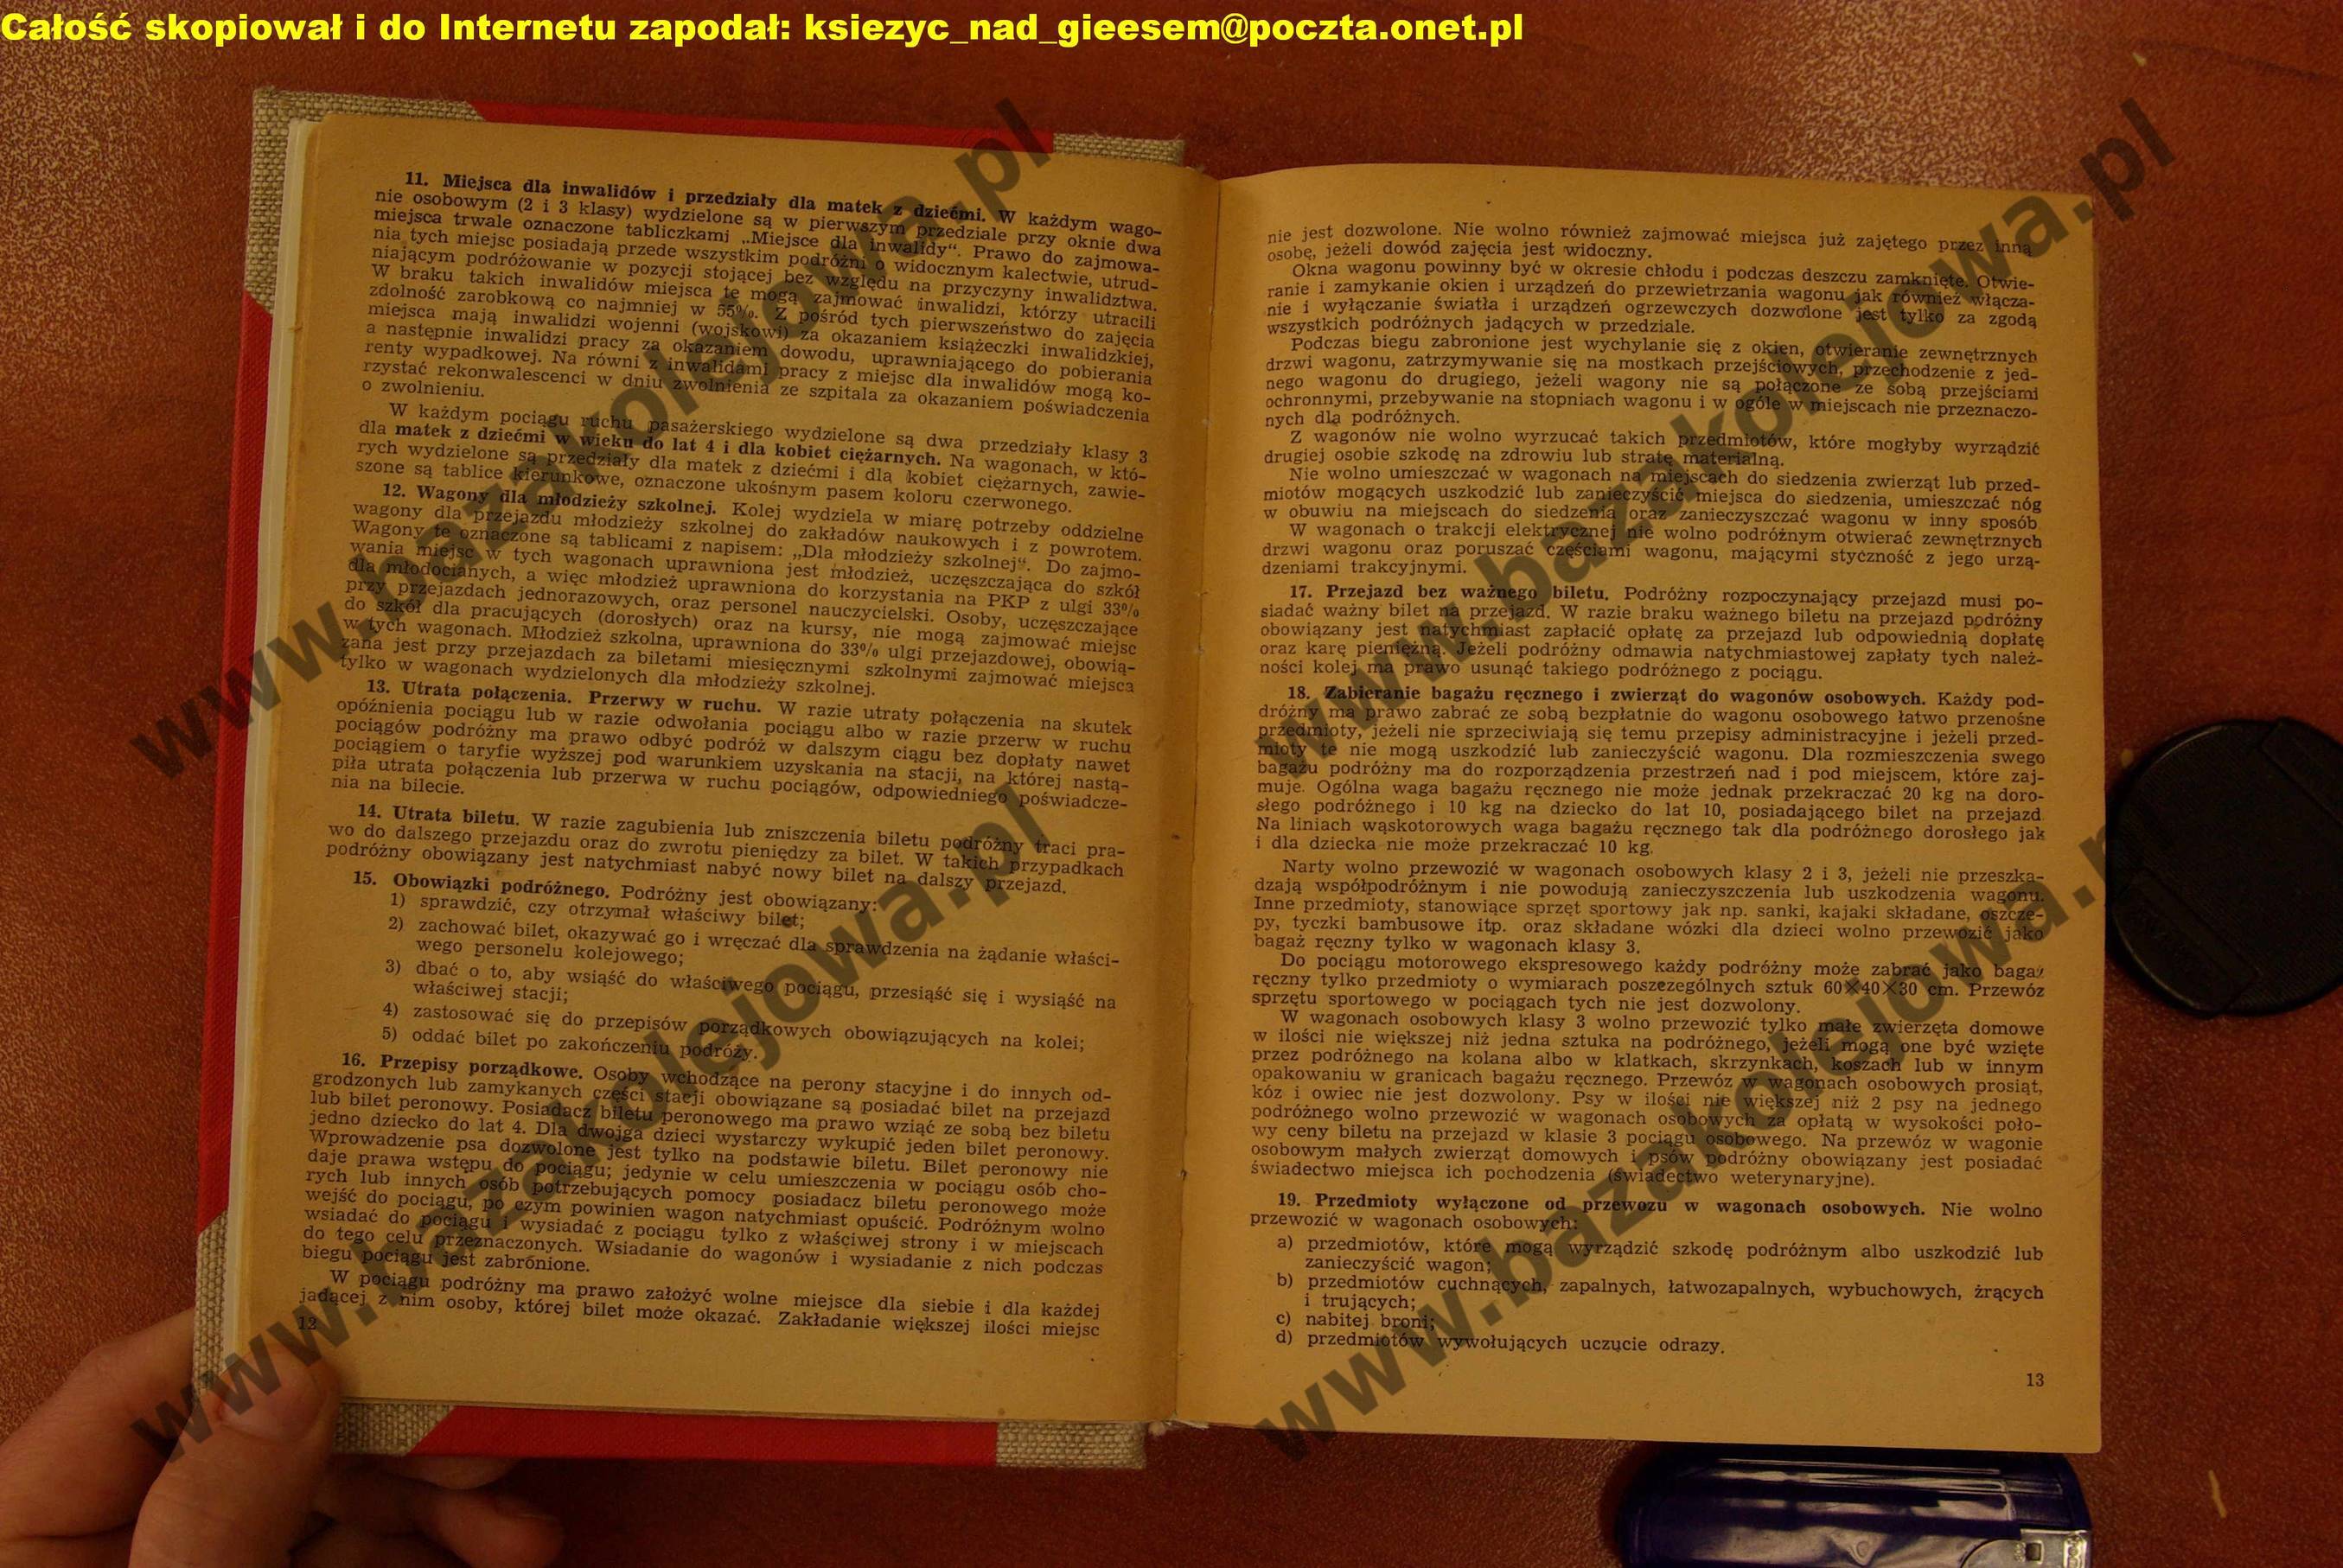 Całość skopiował i do Internetu zapodał: ksiezyc_nad_gieesem@poczta.onet.pl
11. Miejsca dla inwalidów i przedziały dla matek z dziećmi. W każdym wago-
nie osobowym (2 i 3 klasy) wydzielone są w pierwszym przedziale przy oknie dwa
miejsca trwale oznaczone tabliczkami „Miejsce dla inwalidy“. Prawo do zajmowa-
nia tych miejsc posiadają przede wszystkim podróżni o widocznym kalectwie, utrud-
niającym podróżowanie w pozycji stojącej bez względu na przyczyny inwalidztwa.
W braku takich inwalidów miejsca te mogą zajmować inwalidzi, którzy utracili
zdolność zarobkową co najmniej w 55%. Z pośród tych pierwszeństwo do zajęcia
miejsca mają inwalidzi wojenni (wojskowi) za okazaniem książeczki inwalidzkiej,
a następnie inwalidzi pracy za okazaniem dowodu, uprawniającego do pobierania
renty wypadkowej. Na równi z inwalidami pracy z miejsc dla inwalidów mogą ko-
rzystać rekonwalescenci w dniu zwolnienia ze szpitala za okazaniem poświadczenia
o zwolnieniu.
W każdym pociągu ruchu pasażerskiego wydzielone są dwa przedziały klasy 3
dla matek z dziećmi w wieku do lat 4 i dla kobiet ciężarnych. Na wagonach, w któ-
rych wydzielone są przedziały dla matek z dziećmi i dla kobiet ciężarnych, zawie-
szone są tablice kierunkowe, oznaczone ukośnym pasem koloru czerwonego.
12. Wagony dla młodzieży szkolnej. Kolej wydziela w miarę potrzeby oddzielne
wagony dla przejazdu młodzieży szkolnej do zakładów naukowych i z powrotem.
Wagony te oznaczone są tablicami z napisem: „Dla młodzieży szkolnej“. Do zajmo-
wania miejsc w tych wagonach uprawniona jest młodzież, uczęszczająca do szkół
dla młodocianych, a więc młodzież uprawniona do korzystania na PKP z ulgi 33%
przy przejazdach jednorazowych, oraz personel nauczycielski. Osoby, uczęszczające
do szkół dla pracujących (dorosłych) oraz na kursy, nie mogą zajmować miejsc
w tych wagonach. Młodzież szkolna, uprawniona do 33% ulgi przejazdowej, obowią-
zana jest przy przejazdach za biletami miesięcznymi szkolnymi zajmować miejsca
tylko w wagonach wydzielonych dla młodzieży szkolnej.
13. Utrata połączenia. Przerwy w ruchu. W razie utraty połączenia na skutek
opóźnienia pociągu lub w razie odwołania pociągu albo w razie przerw w ruchu
pociągów podróżny ma prawo odbyć podróż w dalszym ciągu bez dopłaty nawet
pociągiem o taryfie wyższej pod warunkiem uzyskania na stacji, na której nastą-
piła utrata połączenia lub przerwa w ruchu pociągów, odpowiedniego poświadcze-
nia na bilecie.
14. Utrata biletu. W razie zagubienia lub zniszczenia biletu podróżny traci pra-
wo do dalszego przejazdu oraz do zwrotu pieniędzy za bilet. W takich przypadkach
podróżny obowiązany jest natychmiast nabyć nowy bilet na dalszy przejazd.
15. Obowiązki podróżnego. Podróżny jest obowiązany:
1) sprawdzić, czy otrzymał właściwy bilet;
2) zachować bilet, okazywać go i wręczać dla sprawdzenia na żądanie właści-
wego personelu kolejowego;
3) dbać o to, aby wsiąść do właściwego pociągu, przesiąść się i wysiąść na
właściwej stacji;
4) zastosować się do przepisów porządkowych obowiązujących na kolei;
5) oddać bilet po zakończeniu podróży.
16. Przepisy porządkowe. Osoby wchodzące na perony stacyjne i do innych od-
grodzonych lub zamykanych części stacji obowiązane są posiadać bilet na przejazd
lub bilet peronowy. Posiadacz biletu peronowego ma prawo wziąć ze sobą bez biletu
jedno dziecko do lat 4. Dla dwojga dzieci wystarczy wykupić jeden bilet peronowy.
Wprowadzenie psa dozwolone jest tylko na podstawie biletu. Bilet peronowy nie
daje prawa wstępu do pociągu; jedynie w celu umieszczenia w pociągu osób cho-
rych lub innych osób potrzebujących pomocy posiadacz biletu peronowego może
wejść do pociągu, po czym powinien wagon natychmiast opuścić. Podróżnym wolno
wsiadać do pociągu i wysiadać z pociągu tylko z właściwej strony i w miejscach
do tego celu przeznaczonych. Wsiadanie do wagonów i wysiadanie z nich podczas
biegu pociągu jest zabronione.
W pociągu podróżny ma prawo założyć wolne miejsce dla siebie i dla każdej
jadącej z nim osoby, której bilet może okazać. Zakładanie większej ilości miejsc
12
nie jest dozwolone. Nie wolno również zajmować miejsca już zajętego przez inną
osobę, jeżeli dowód zajęcia jest widoczny.
Okna wagonu powinny być w okresie chłodu i podczas deszczu zamknięte. Otwie-
ranie i zamykanie okien i urządzeń do przewietrzania wagonu jak również włącza-
nie i wyłączanie światła i urządzeń ogrzewczych dozwolone jest tylko za zgodą
wszystkich podróżnych jadących w przedziale.
Podczas biegu zabronione jest wychylanie się z okien, otwieranie zewnętrznych
drzwi wagonu, zatrzymywanie się na mostkach przejściowych, przechodzenie z jed-
nego wagonu do drugiego, jeżeli wagony nie są połączone ze sobą przejściami
ochronnymi, przebywanie na stopniach wagonu i w ogóle w miejscach nie przeznaczo-
nych dla podróżnych.
Z wagonów nie wolno wyrzucać takich przedmiotów, które mogłyby wyrządzić
drugiej osobie szkodę na zdrowiu lub stratę materialną.
Nie wolno umieszczać w wagonach na miejscach do siedzenia zwierząt lub przed-
miotów mogących uszkodzić lub zanieczyścić miejsca do siedzenia, umieszczać nóg
w obuwiu na miejscach do siedzenia oraz zanieczyszczać wagonu w inny sposób
W wagonach o trakcji elektrycznej nie wolno podróżnym otwierać zewnętrznych
drzwi wagonu oraz poruszać częściami wagonu, mającymi styczność z jego urzą-
dzeniami trakcyjnymi.
17. Przejazd bez ważnego biletu. Podróżny rozpoczynający przejazd musi po-
siadać ważny bilet na przejazd. W razie braku ważnego biletu na przejazd podróżny
obowiązany jest natychmiast zapłacić opłatę za przejazd lub odpowiednią dopłatę
oraz karę pieniężną. Jeżeli podróżny odmawia natychmiastowej zapłaty tych należ-
ności kolej ma prawo usunąć takiego podróżnego z pociągu.
18. Zabieranie bagażu ręcznego i zwierząt do wagonów osobowych. Każdy pod-
dróżny ma prawo zabrać ze sobą bezpłatnie do wagonu osobowego łatwo przenośne
przedmioty, jeżeli nie sprzeciwiają się temu przepisy administracyjne i jeżeli przed-
mioty te nie mogą uszkodzić lub zanieczyścić wagonu. Dla rozmieszczenia swego
bagażu podróżny ma do rozporządzenia przestrzeń nad i pod miejscem, które zaj-
muje. Ogólna waga bagażu ręcznego nie może jednak przekraczać 20 kg na doro-
słego podróżnego i 10 kg na dziecko do lat 10, posiadającego bilet na przejazd
Na liniach wąskotorowych waga bagażu ręcznego tak dla podróżnego dorosłego jak
i dla dziecka nie może przekraczać 10 kg.
Narty wolno przewozić w wagonach osobowych klasy 2 i 3, jeżeli nie przeszka-
dzają współpodróżnym i nie powodują zanieczyszczenia lub uszkodzenia wagonu.
Inne przedmioty, stanowiące sprzęt sportowy jak np. sanki, kajaki składane, oszcze-
py, tyczki bambusowe itp. oraz składane wózki dla dzieci wolno przewozić jako
bagaż ręczny tylko w wagonach klasy 3.
Do pociągu motorowego ekspresowego każdy podróżny może zabrać jako bagaż
ręczny tylko przedmioty o wymiarach poszczególnych sztuk 60×40×30 cm. Przewóz
sprzętu sportowego w pociągach tych nie jest dozwolony.
W wagonach osobowych klasy 3 wolno przewozić tylko małe zwierzęta domowe
w ilości nie większej niż jedna sztuka na podróżnego, jeżeli mogą one być wzięte
przez podróżnego na kolana albo w klatkach, skrzynkach, koszach lub w innym
opakowaniu w granicach bagażu ręcznego. Przewóz w wagonach osobowych prosiąt,
kóz i owiec nie jest dozwolony. Psy w ilości nie większej niż 2 psy na jednego
podróżnego wolno przewozić w wagonach osobowych za opłatą w wysokości poło-
wy ceny biletu na przejazd w klasie 3 pociągu osobowego. Na przewóz w wagonie
osobowym małych zwierząt domowych i psów podróżny obowiązany jest posiadać
świadectwo miejsca ich pochodzenia (świadectwo weterynaryjne).
19. Przedmioty wyłączone od przewozu w wagonach osobowych. Nie wolno
przewozić w wagonach osobowych:
a) przedmiotów, które mogą wyrządzić szkodę podróżnym albo uszkodzić lub
zanieczyścić wagon;
b) przedmiotów cuchnących, zapalnych, łatwozapalnych, wybuchowych, żrących
i trujących;
c) nabitej broni;
d) przedmiotów wywołujących uczucie odrazy.
13
www.bazakolejowa.pl
www.bazakolejowa.pl
www.bazakolejowa.pl
www.bazakolejowa.p